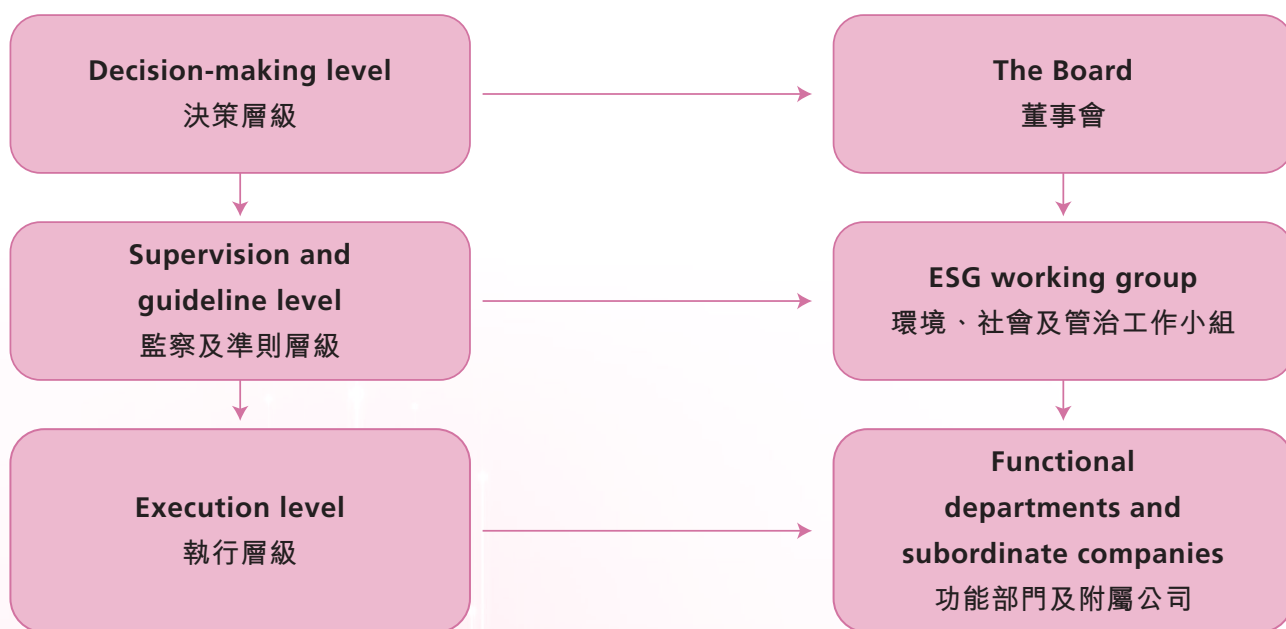 Decision-making level
決策層級
The Board
董事會
Supervision and
guideline level
監察及準則層級
ESG working group
環境、社會及管治工作小組
Execution level
執行層級
Functional
departments and
subordinate companies
功能部門及附屬公司